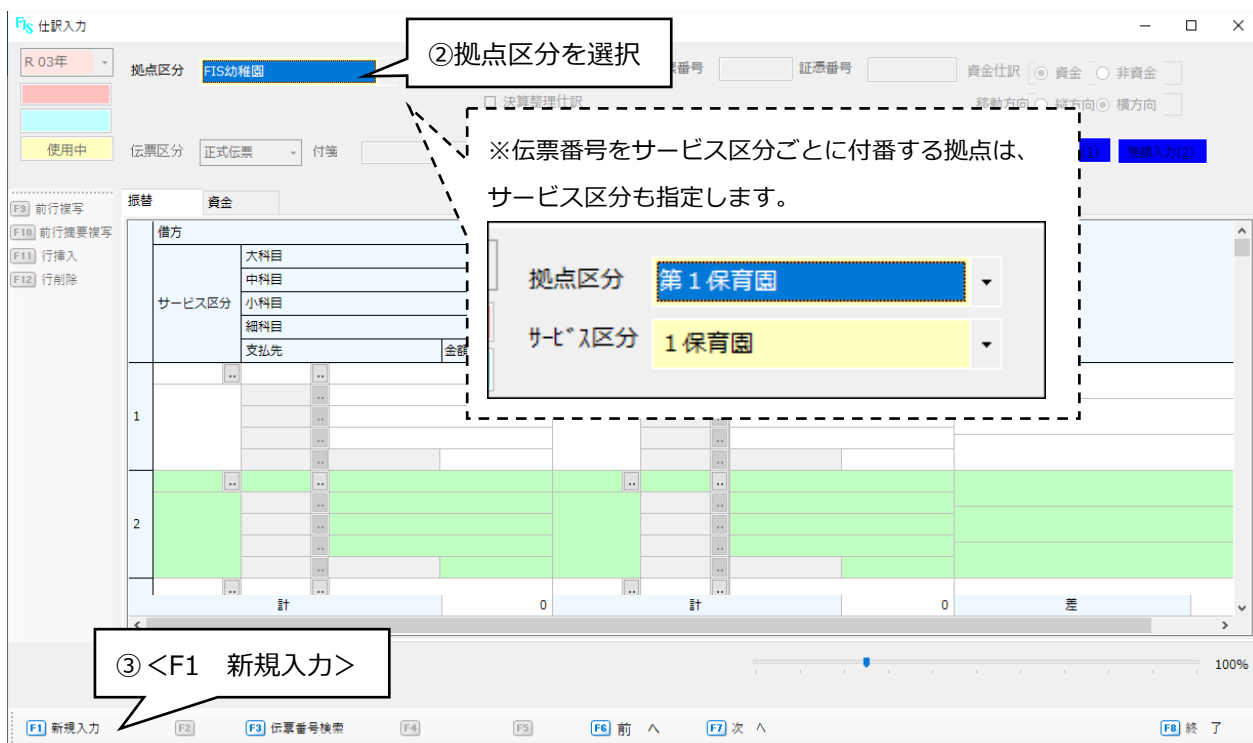 FIS 仕訳入力
R 03年
拠点区分 FIS幼稚園
②拠点区分を選択
票番号
証憑番号
資金仕訳 資金 非資金
決算整理仕訳
移動方向 縦方向 横方向
使用中
伝票区分 正式伝票 付箋
残額入力(2)
※伝票番号をサービス区分ごとに付番する拠点は、
サービス区分も指定します。
拠点区分 第１保育園
ｻｰﾋﾞｽ区分 １保育園
振替 資金
F9 前行複写
F10 前行摘要複写
F11 行挿入
F12 行削除
借方
サービス区分
大科目
中科目
小科目
細科目
支払先 金額
1
2
計 0 計 0 差
③＜F1　新規入力＞
100%
F1 新規入力 F2 F3 伝票番号検索 F4 F5 F6 前 へ F7 次 へ F8 終 了